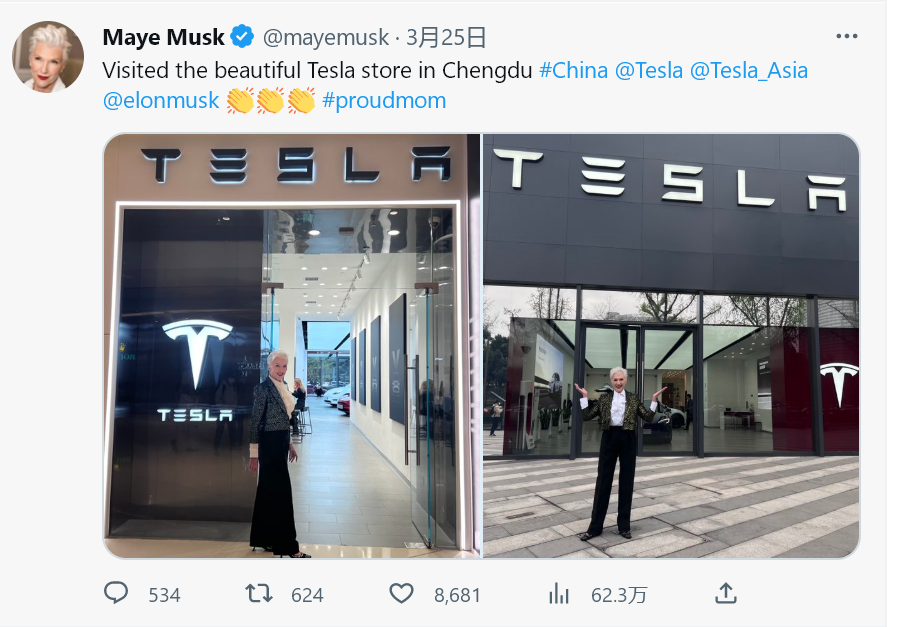 Maye Musk @mayemusk · 3月25日
Visited the beautiful Tesla store in Chengdu #China @Tesla @Tesla_Asia
@elonmusk 👏👏👏 #proudmom
TESLA
TESLA
TESLA
534 624 8,681 62.3万